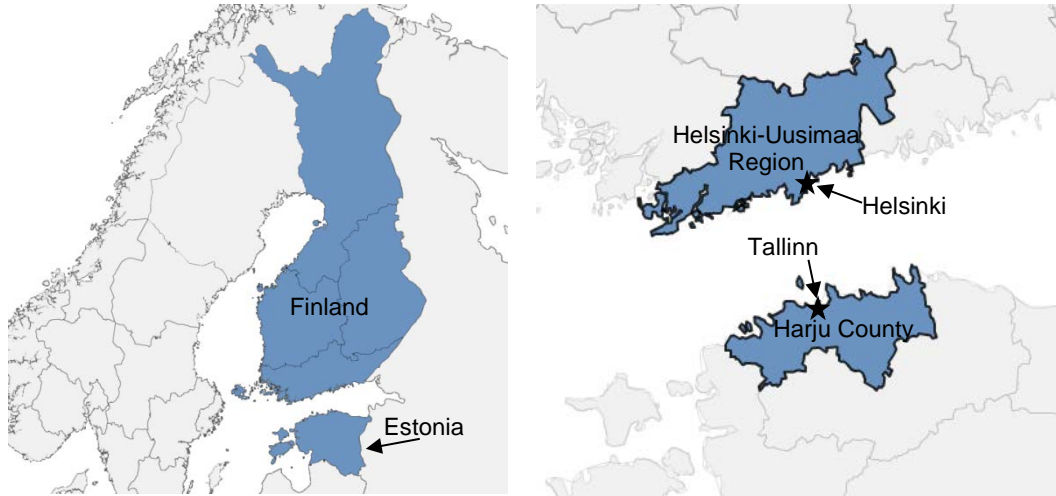 Finland
Estonia
Helsinki-Uusimaa
Region
Helsinki
Tallinn
Harju County